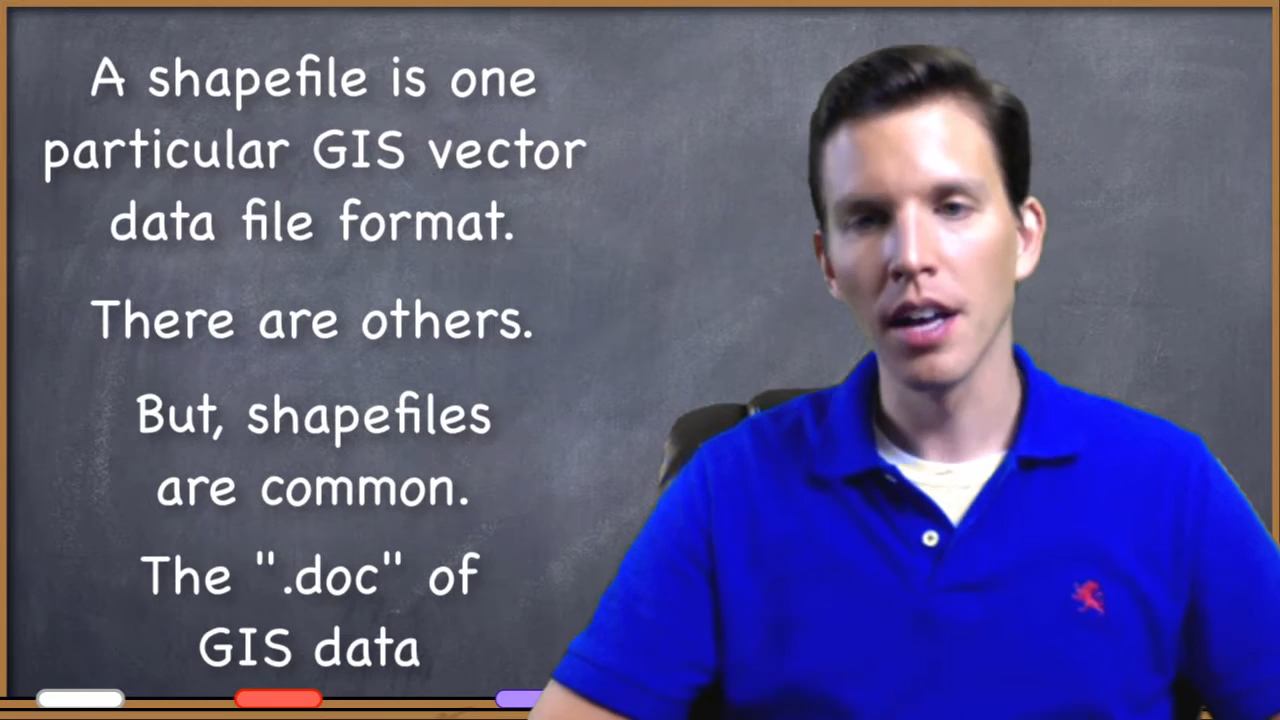 A shapefile is one
particular GIS vector
data file format.
There are others.
But, shapefiles
are common.
The ".doc" of
GIS data